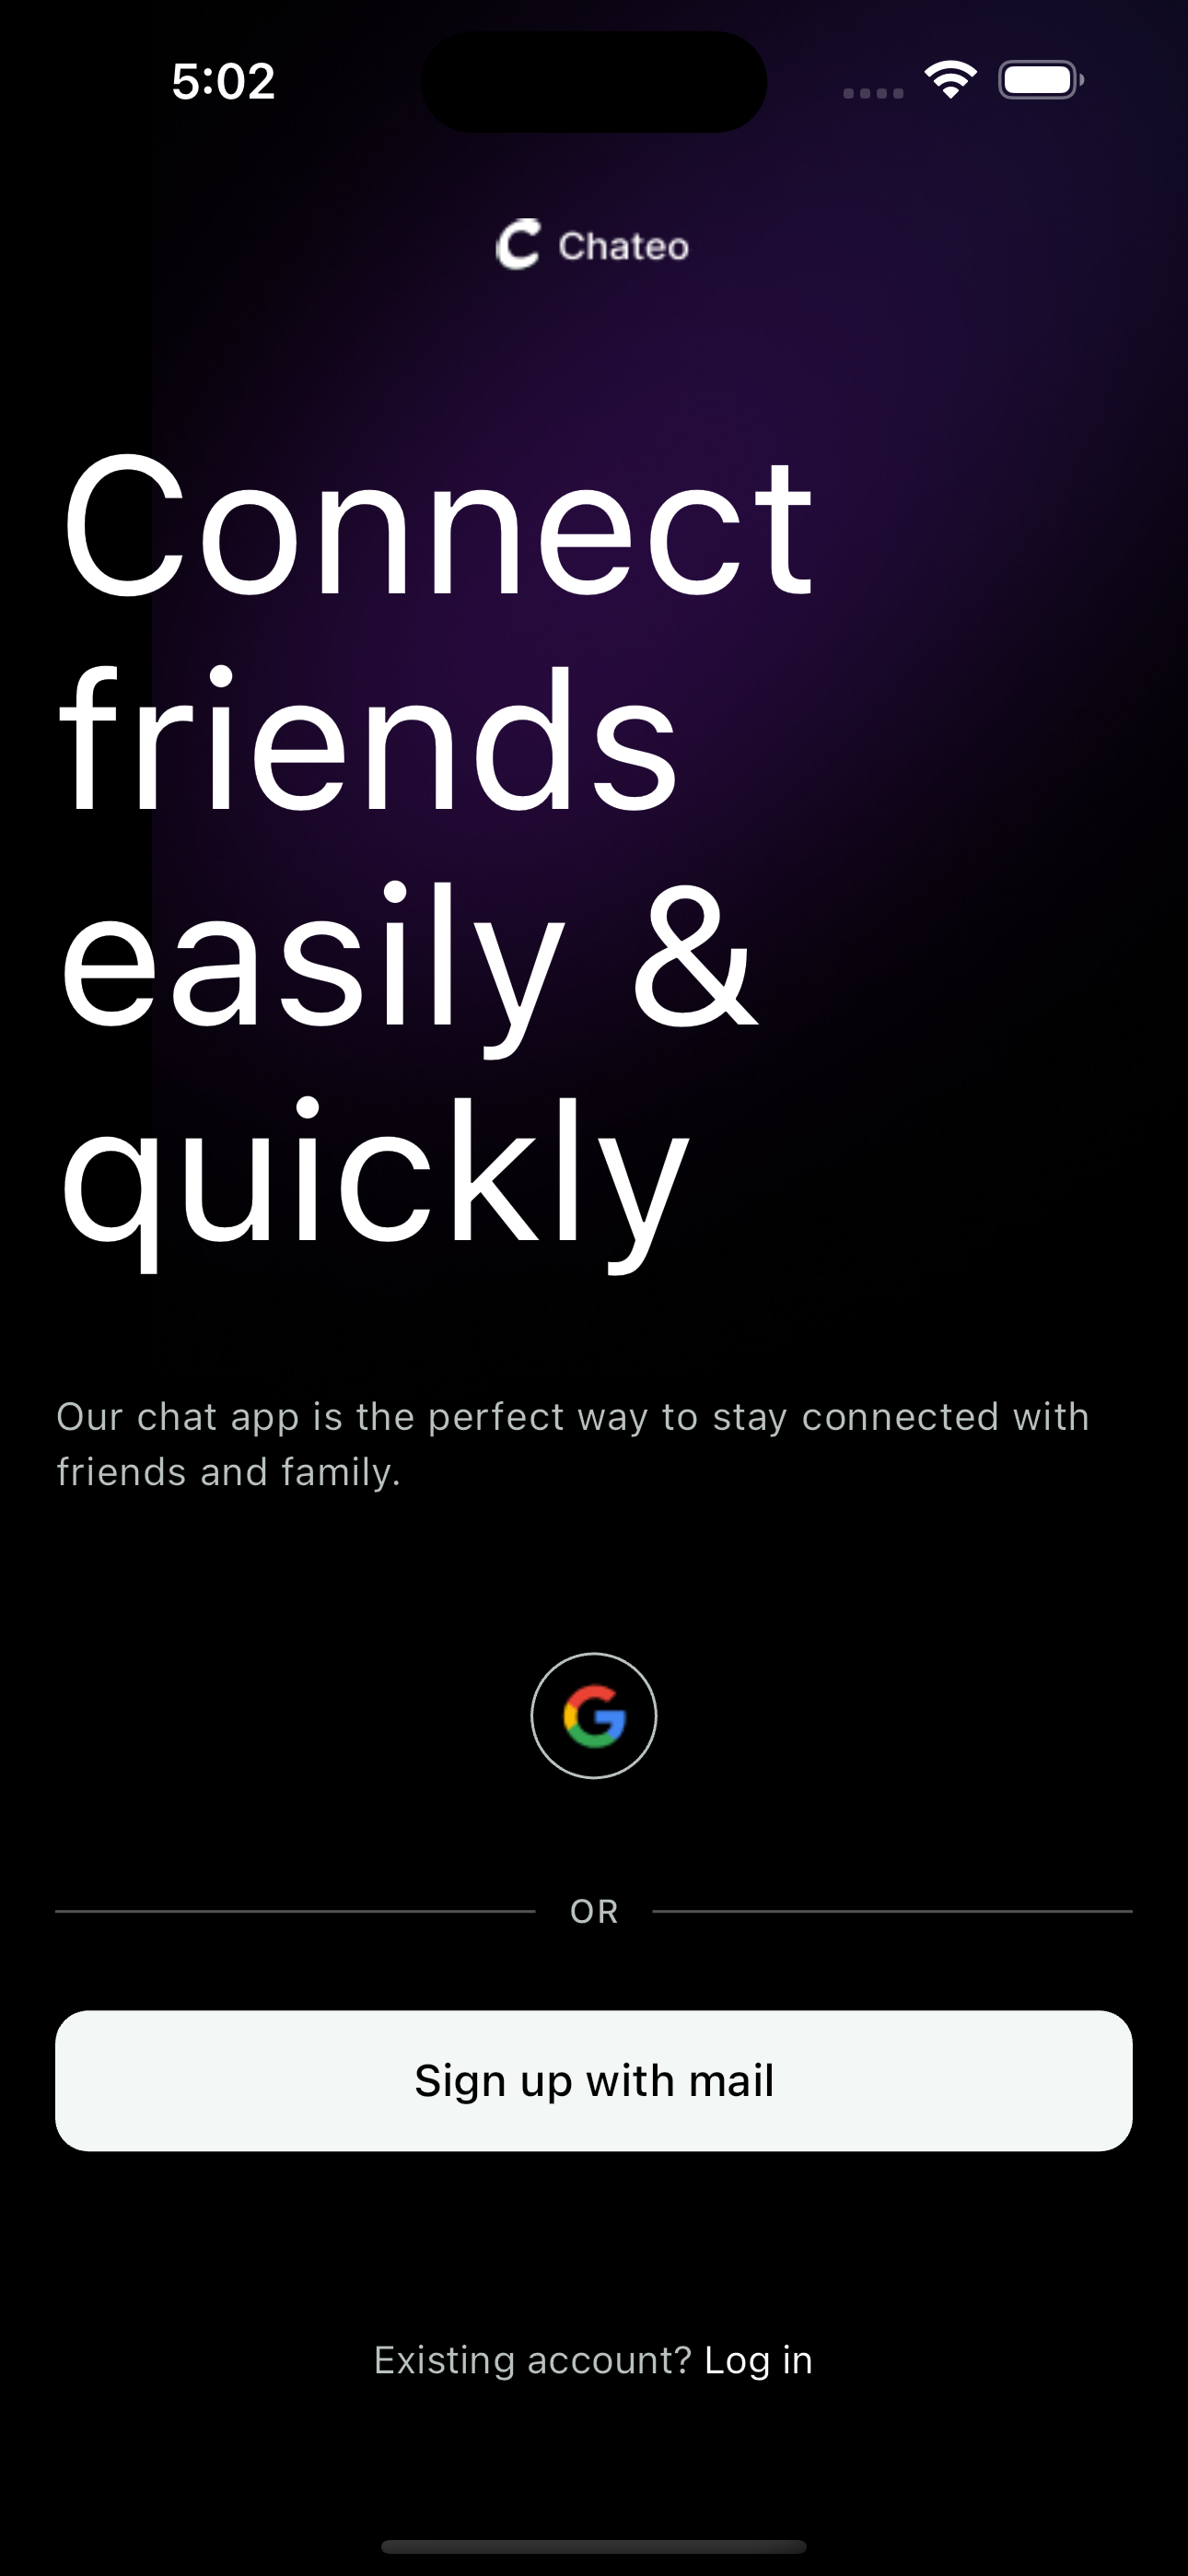 5:02
Chateo
Connect
friends
easily &
quickly
Our chat app is the perfect way to stay connected with
friends and family.
OR
Sign up with mail
Existing account? Log in